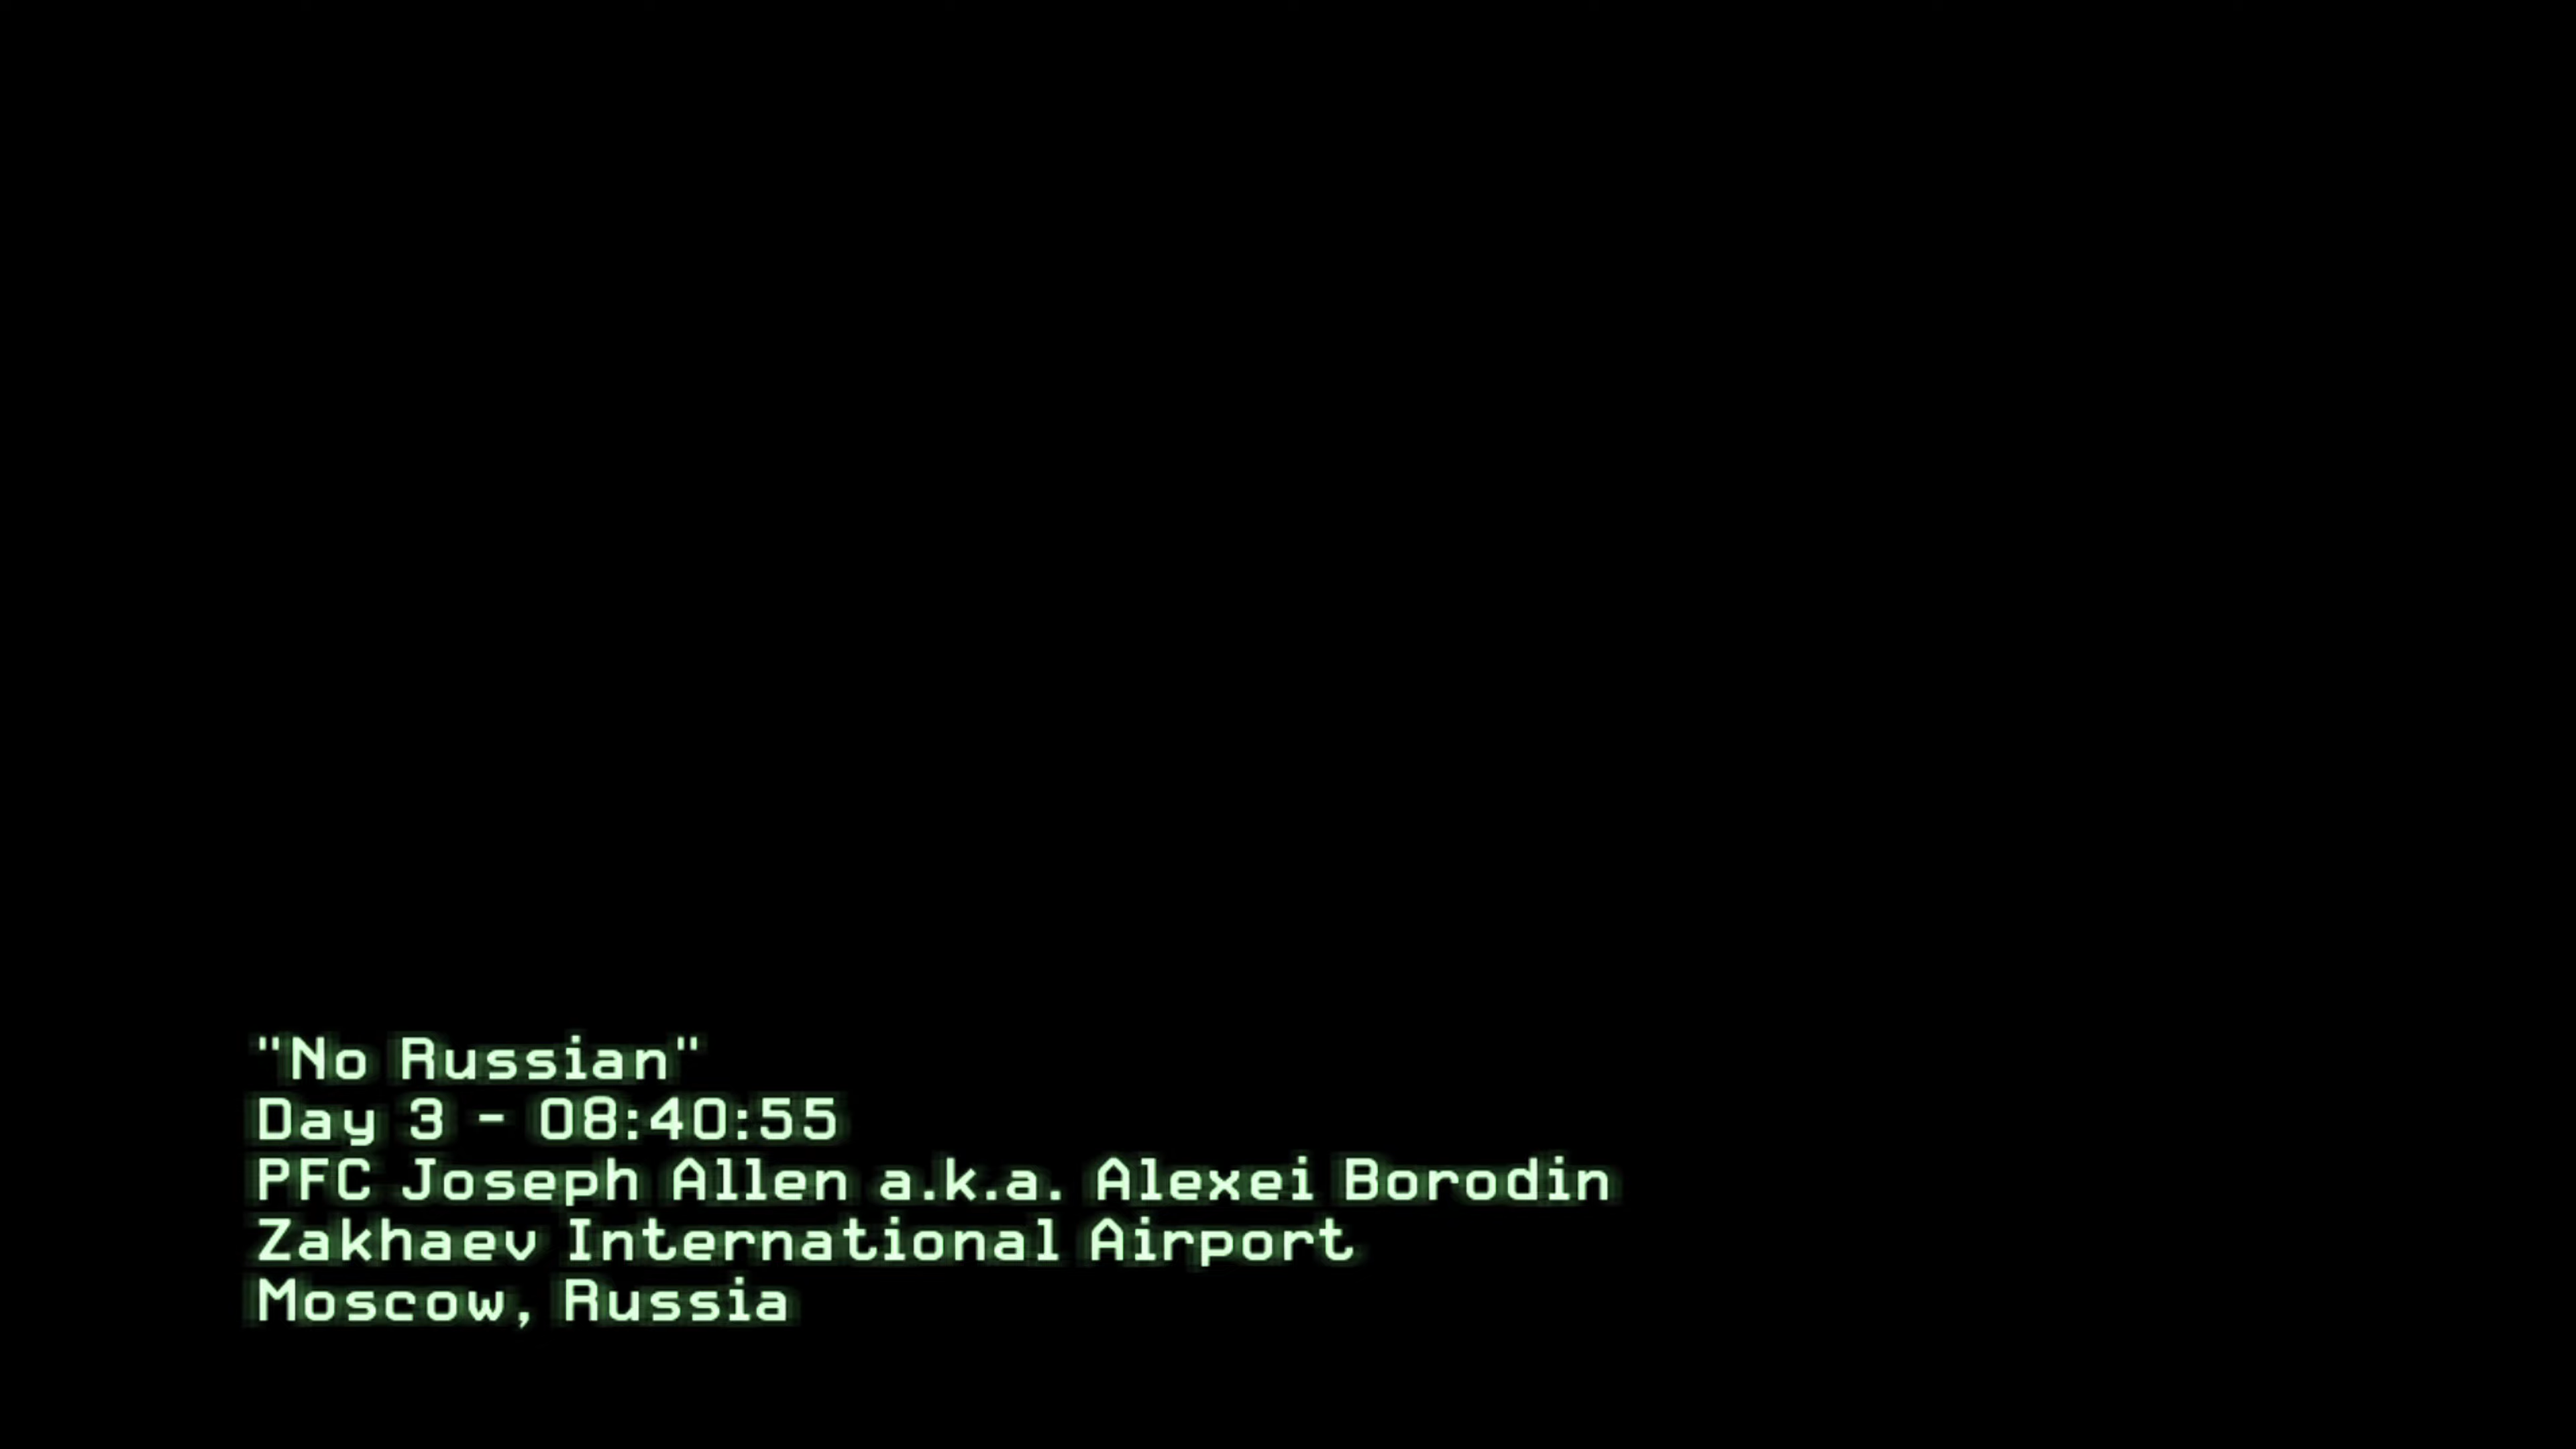 "No Russian"
Day 3 - 08:40:55
PFC Joseph Allen a.k.a. Alexei Borodin
Zakhaev International Airport
Moscow, Russia